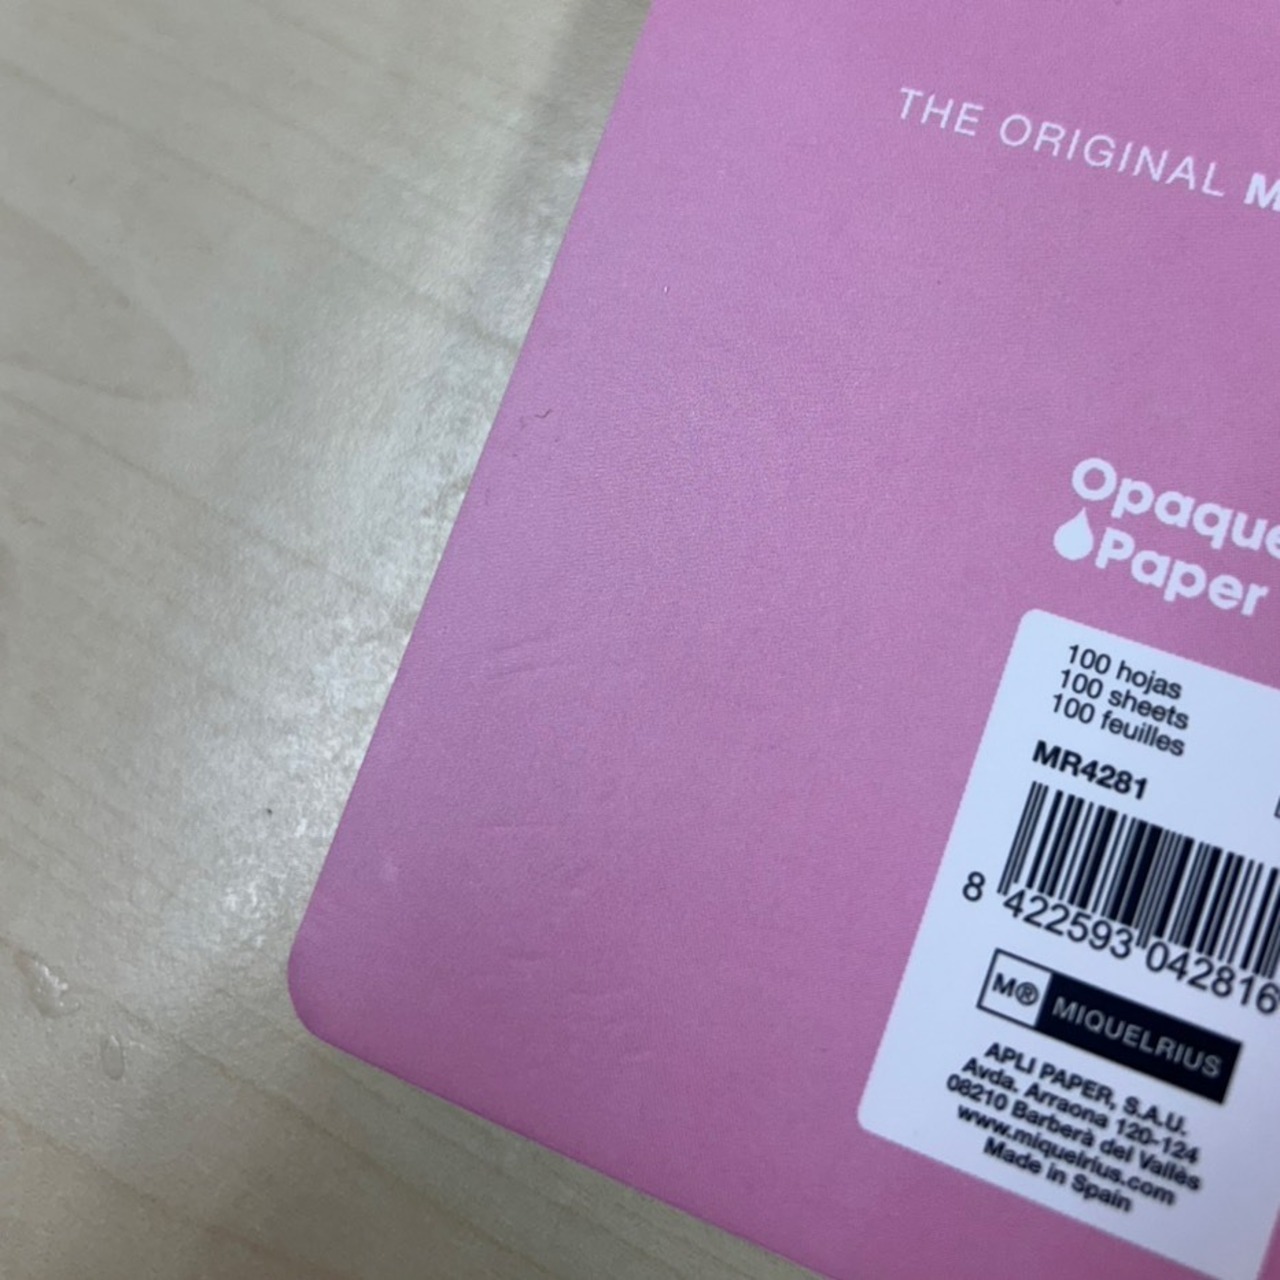 THE ORIGINAL M
Opaque
Paper
100 hojas
100 sheets
100 feuilles
MR4281
8 422593 042816
M® MIQUELRIUS
APLI PAPER, S.A.U.
Avda. Arraona 120-124
08210 Barberà del Vallès
www.miquelrius.com
Made in Spain